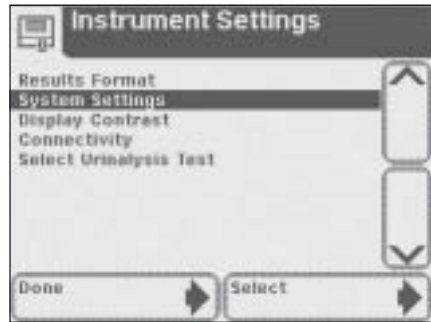 Instrument Settings
Results Format
System Settings
Display Contrast
Connectivity
Select Urinalysis Test
Done
Select